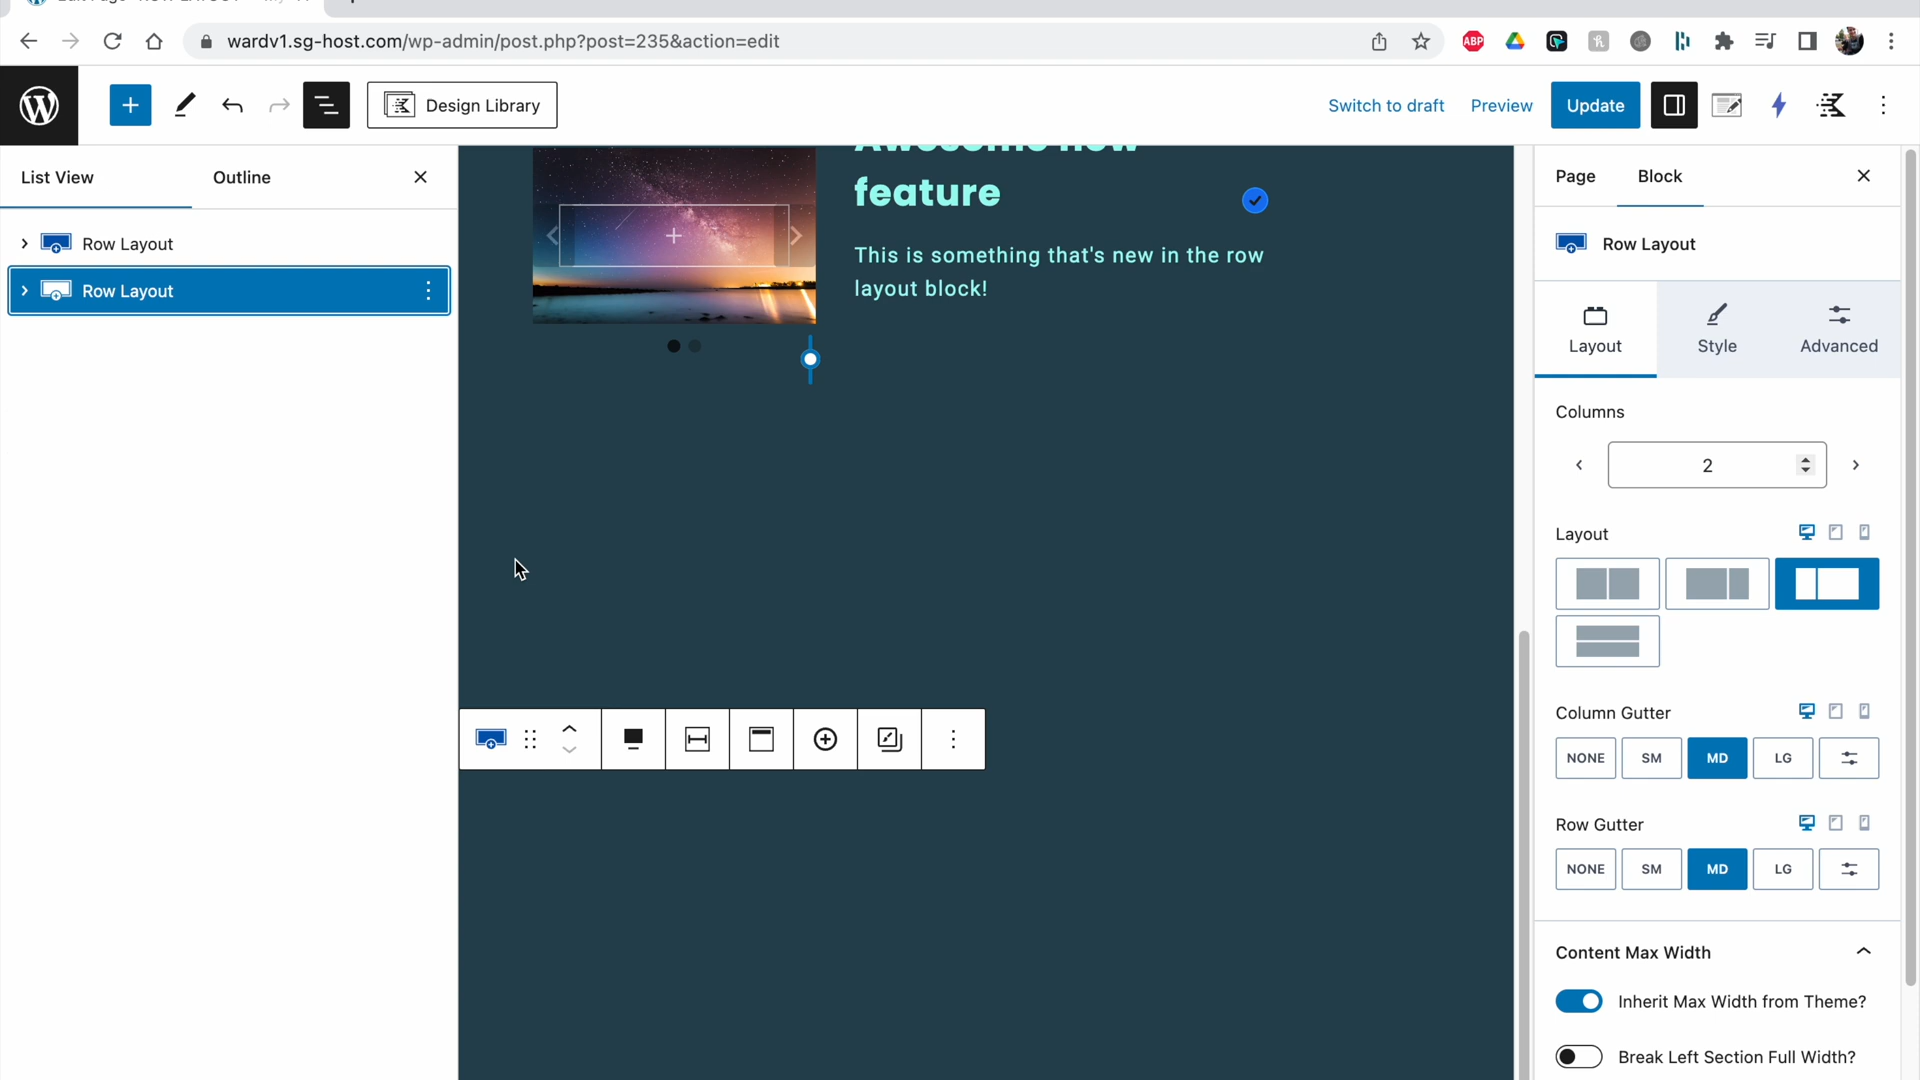 wardv1.sg-host.com/wp-admin/post.php?post=235&action=edit
ABP
Design Library
Switch to draft
Preview
Update
List View
Outline
Row Layout
Row Layout
Awesome new
feature
This is something that's new in the row
layout block!
Page
Block
Row Layout
Layout
Style
Advanced
Columns
2
Layout
Column Gutter
NONE
SM
MD
LG
Row Gutter
NONE
SM
MD
LG
Content Max Width
Inherit Max Width from Theme?
Break Left Section Full Width?